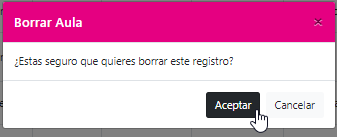 Borrar Aula
¿Estas seguro que quieres borrar este registro?
Aceptar Cancelar